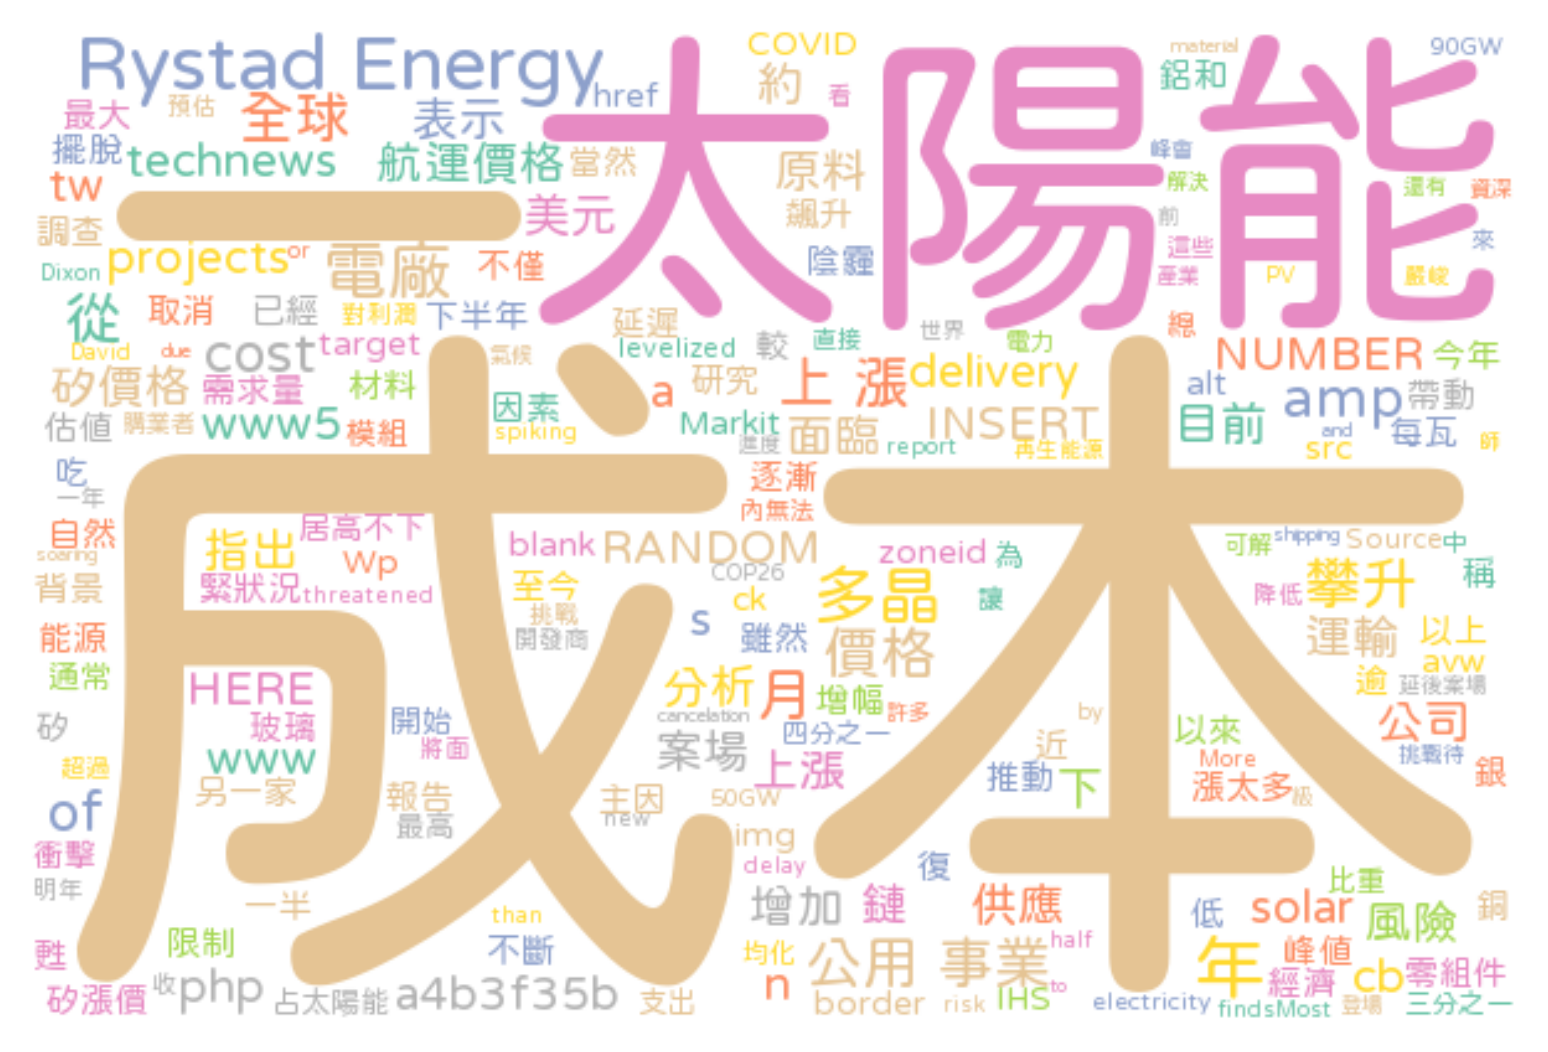 Rystad Energy
href
太陽能
COVID
約
看
material
鋁和
90GW
最大
預估
全球
表示
擺脫
technews
航運價格
當然
原料
峰會
tw
一
美元
飆升
解決
還有
資深
調查
前
projects
or
電廠
不僅
陰霾
這些
來
Dixon
產業
PV
嚴峻
從
取消
已經
對利潤
下半年
延遲
世界
總
David
due
cost
target
氣候
levelized
較
直接
電力
NUMBER
今年
矽價格
需求量
材料
a
研究
上 漲
delivery
alt
amp
帶動
估值
購業者
www5
模組
因素
spiking
Markit
進度
面臨
report
INSERT
再生能源
目前
and
src
每瓦
師
吃
一年
成本
逐漸
內無法
自然
soaring
指出
居高不下
Wp
blank
RANDOM
zoneid
為
可解
shipping
Source
中
背景
緊狀況
threatened
至今
COP26
ck
多晶
讓
降低
攀升
稱
挑戰
能源
開發商
s
雖然
價格
運輸
以上
通常
avw
HERE
分析
月
增幅
許多
逾
延後案場
矽
玻璃
開始
cancelation
四分之一
by
以來
公司
將面
案場
近
More
挑戰待
超過
www
上漲
推動
下
漲太多
級
銀
另一家
報告
主因
50GW
of
最高
new
img
衝擊
delay
復
明年
一半
than
增加
鏈
供應
比重
低
solar
風險
銅
甦
限制
不斷
均化
公用
事業
half
年
峰值
矽漲價
收
php
占太陽能
a4b3f35b
支出
n
border
risk
IHS
to
electricity
經濟
cb
零組件
findsMost
登場
三分之一